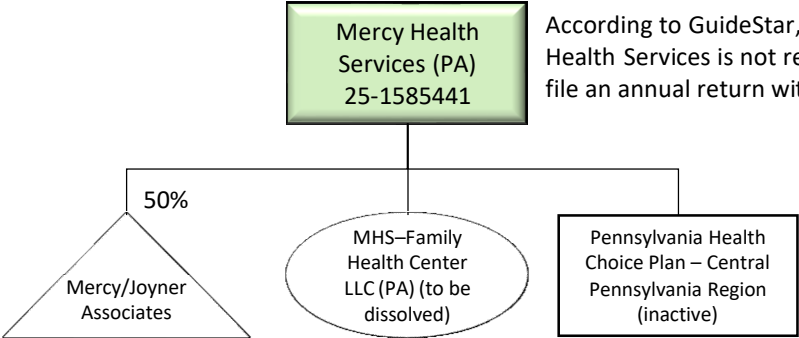 Mercy Health
Services (PA)
25-1585441
According to GuideStar,
Health Services is not re
file an annual return wit
50%
Mercy/Joyner
Associates
MHS–Family
Health Center
LLC (PA) (to be
dissolved)
Pennsylvania Health
Choice Plan – Central
Pennsylvania Region
(inactive)